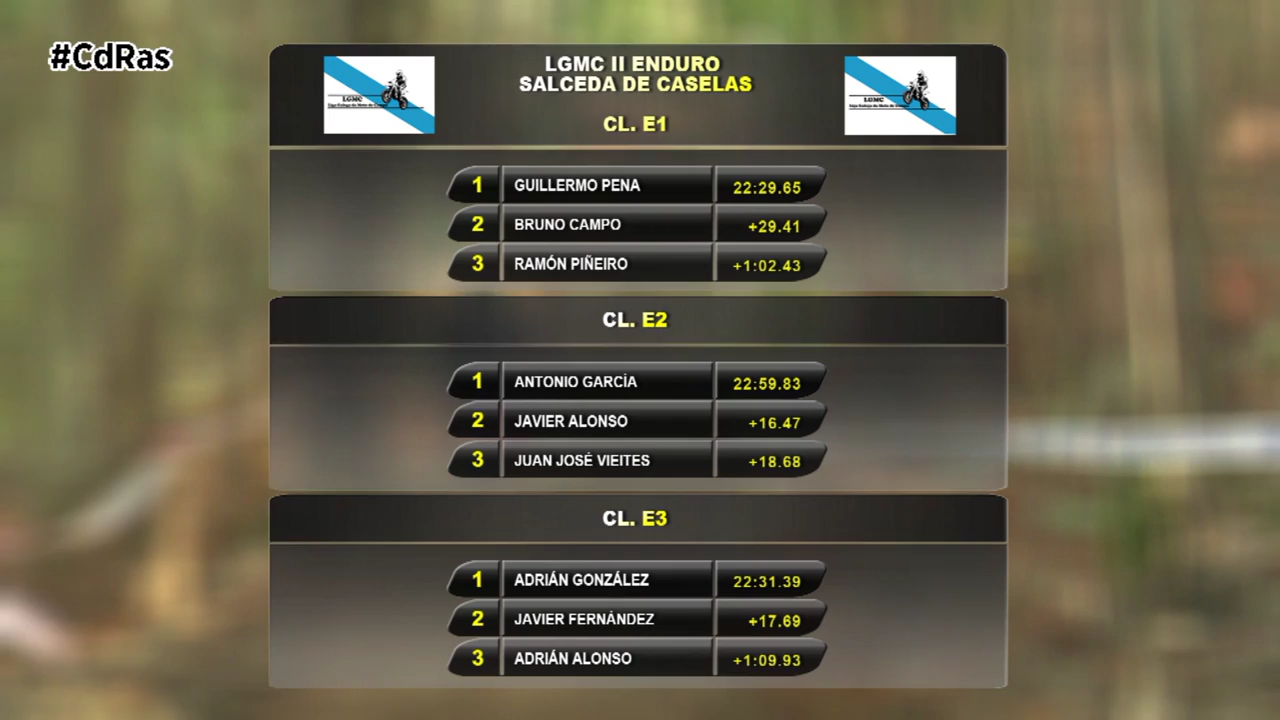 #CdRas
LGMC II ENDURO
SALCEDA DE CASELAS
LGMC
LGMC
CL. E1
1 GUILLERMO PENA 22:29.65
2 BRUNO CAMPO +29.41
3 RAMÓN PIÑEIRO +1:02.43
CL. E2
1 ANTONIO GARCÍA 22:59.83
2 JAVIER ALONSO +16.47
3 JUAN JOSÉ VIEITES +18.68
CL. E3
1 ADRIÁN GONZÁLEZ 22:31.39
2 JAVIER FERNÁNDEZ +17.69
3 ADRIÁN ALONSO +1:09.93